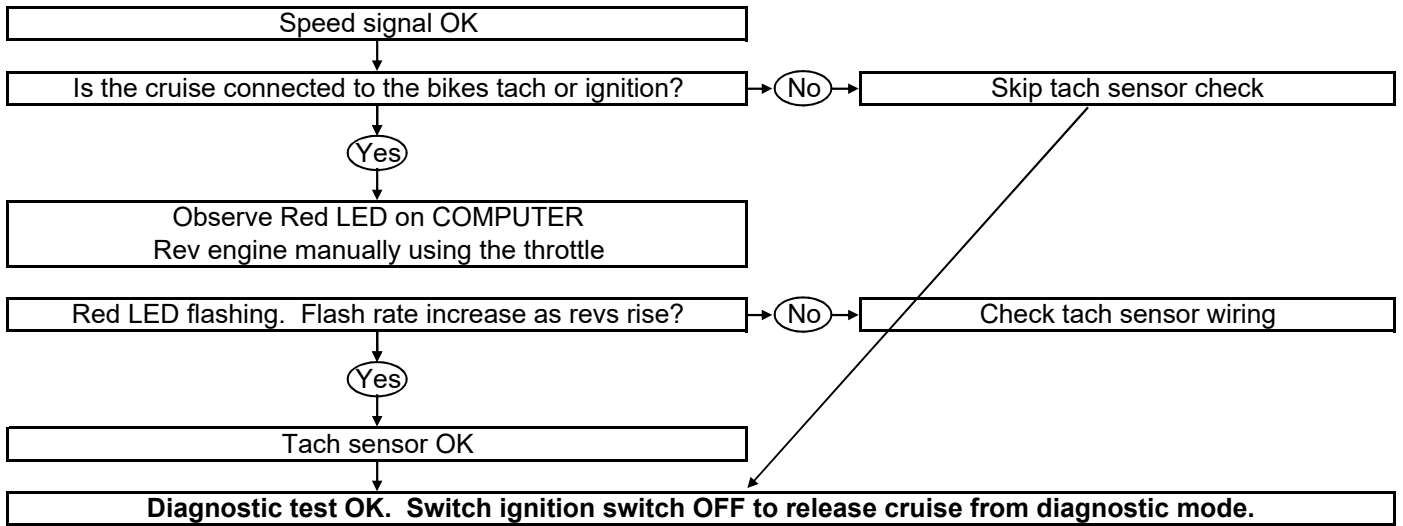 Speed signal OK
Is the cruise connected to the bikes tach or ignition?
No
Skip tach sensor check
Yes
Observe Red LED on COMPUTER
Rev engine manually using the throttle
Red LED flashing.  Flash rate increase as revs rise?
No
Check tach sensor wiring
Yes
Tach sensor OK
Diagnostic test OK.  Switch ignition switch OFF to release cruise from diagnostic mode.